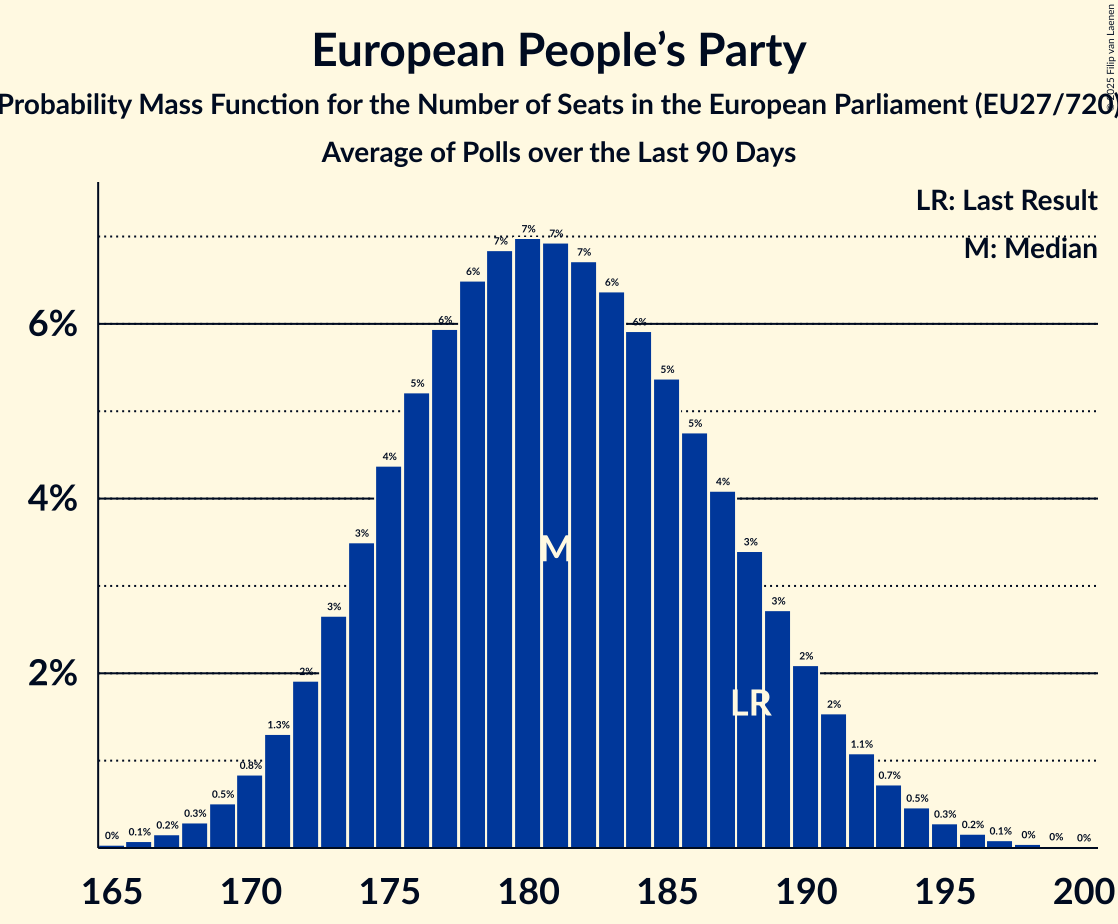 European People’s Party
Probability Mass Function for the Number of Seats in the European Parliament (EU27/720)
Average of Polls over the Last 90 Days
© 2025 Filip van Laenen
LR: Last Result
M: Median
6%
4%
2%
0% 0.1% 0.2% 0.3% 0.5% 0.8% 1.3% 2% 3% 3% 4% 5% 6% 6% 7% 7% 7% 7% 6% 6% 5% 5% 4% 3% 3% 2% 2% 1.1% 0.7% 0.5% 0.3% 0.2% 0.1% 0% 0% 0%
M
LR
165 170 175 180 185 190 195 200